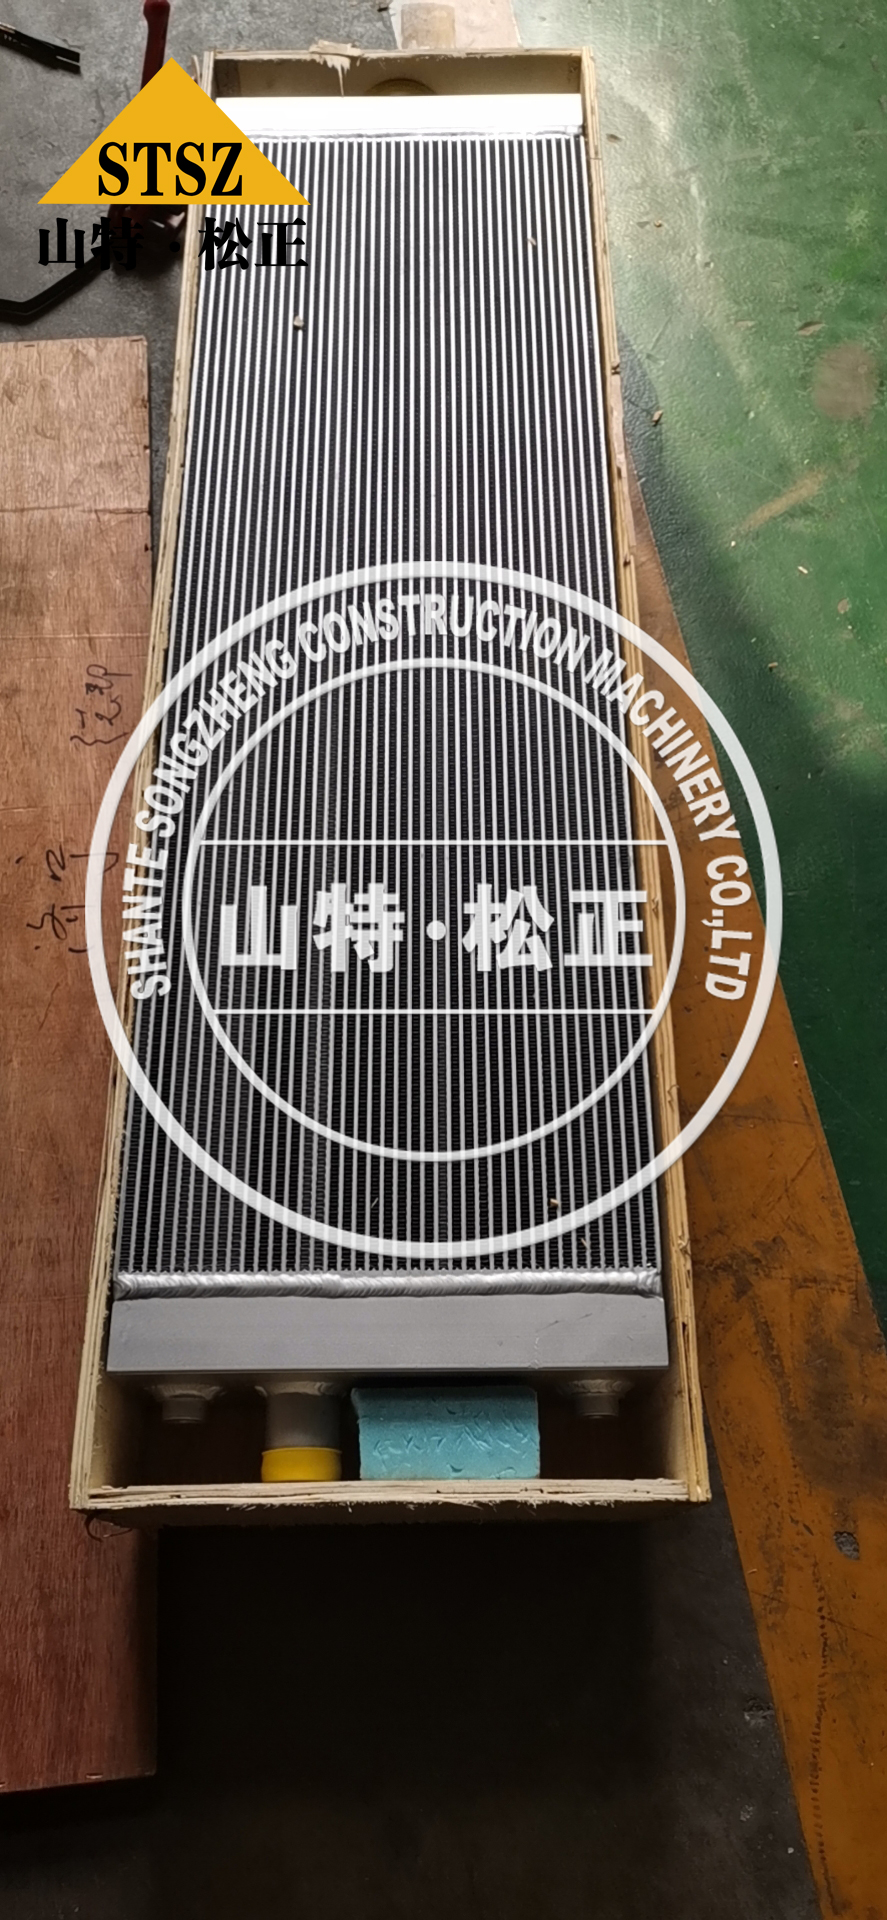 STSZ
山特·松正
SHANTE SONGZHENG CONSTRUCTION MACHINERY CO.,LTD
山特·松正